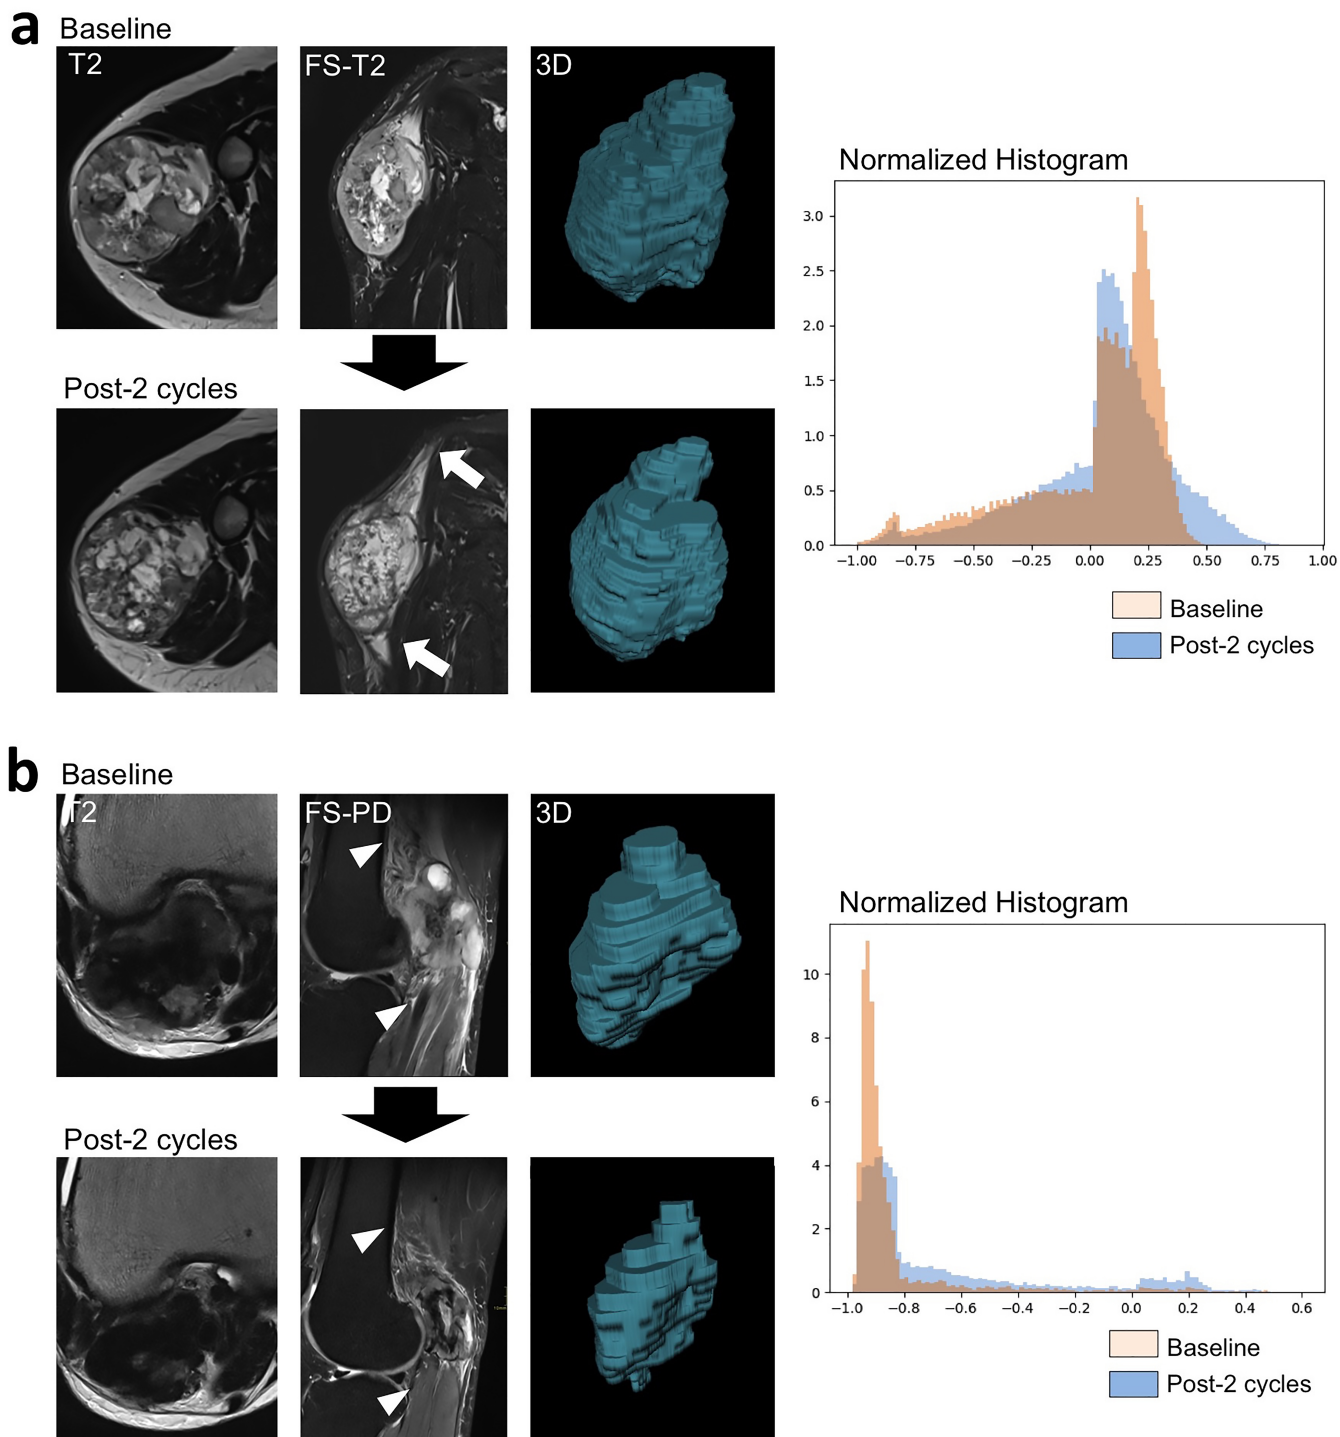 a
Baseline
T2
FS-T2
3D
Post-2 cycles
Normalized Histogram
3.0
2.5
2.0
1.5
1.0
0.5
0.0
−1.00 −0.75 −0.50 −0.25 0.00 0.25 0.50 0.75 1.00
Baseline
Post-2 cycles
b
Baseline
T2
FS-PD
3D
Post-2 cycles
Normalized Histogram
10
8
6
4
2
0
−1.0 −0.8 −0.6 −0.4 −0.2 0.0 0.2 0.4 0.6
Baseline
Post-2 cycles